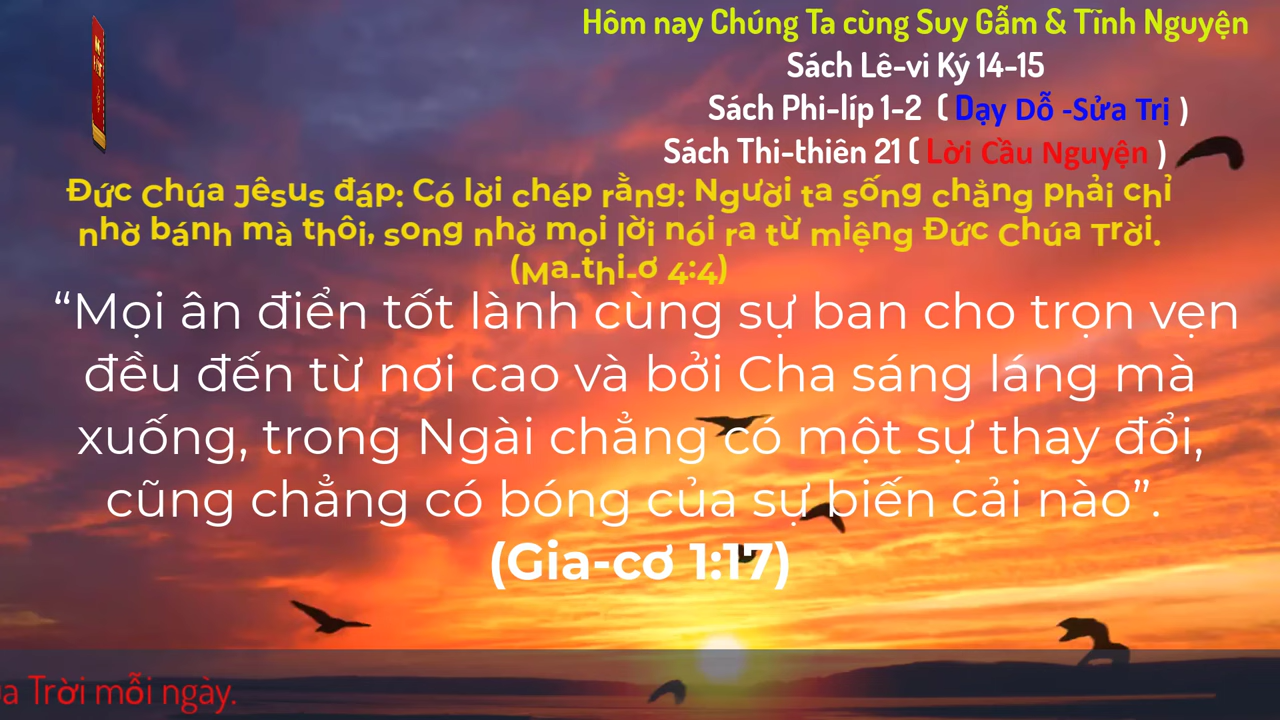 Hôm nay Chúng Ta cùng Suy Gẫm & Tĩnh Nguyện
Sách Lê-vi Ký 14-15
Sách Phi-líp 1-2 ( Dạy Dỗ -Sửa Trị )
Sách Thi-thiên 21 ( Lời Cầu Nguyện )
Đức Chúa Jêsus đáp: Có lời chép rằng: Người ta sống chẳng phải chỉ
nhờ bánh mà thôi, song nhờ mọi lời nói ra từ miệng Đức Chúa Trời.
(Ma-thi-ơ 4:4)
“Mọi ân điển tốt lành cùng sự ban cho trọn vẹn
đều đến từ nơi cao và bởi Cha sáng láng mà
xuống, trong Ngài chẳng có một sự thay đổi,
cũng chẳng có bóng của sự biến cải nào”.
(Gia-cơ 1:17)
Trời mỗi ngày.